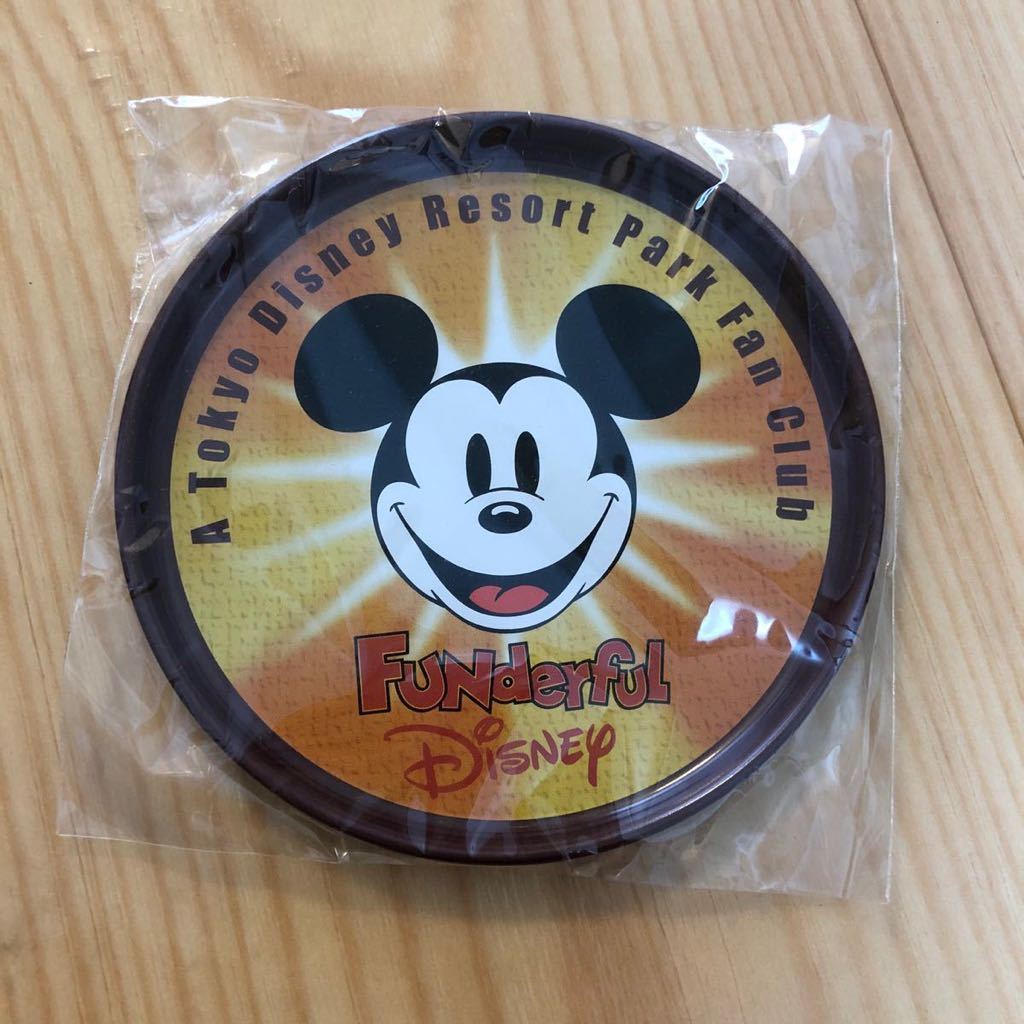 A Tokyo Disney Resort Park Fan Club
FUNderful
Disney